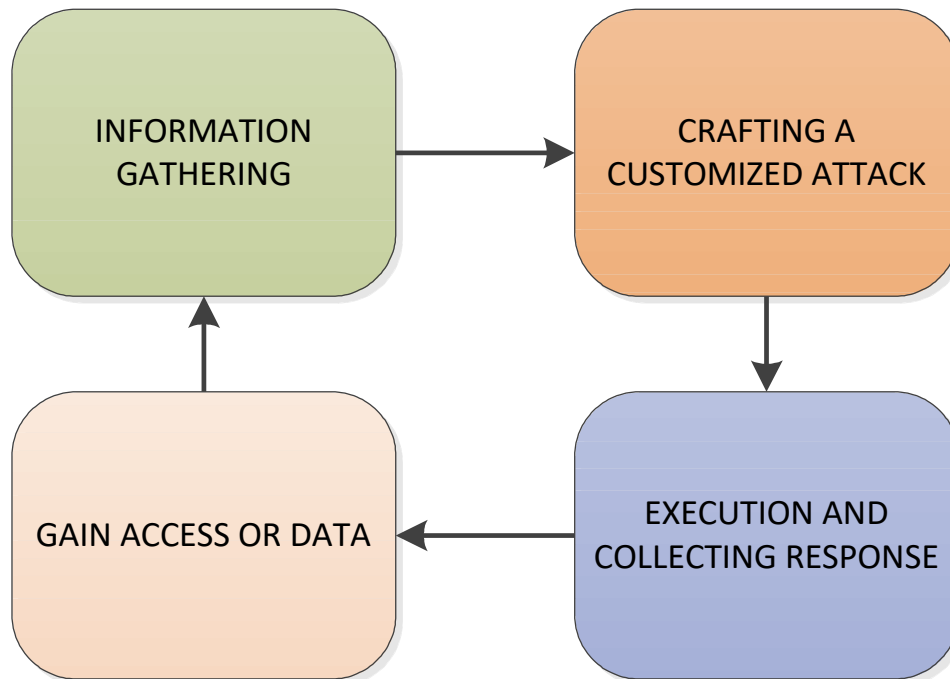 INFORMATION
GATHERING
CRAFTING A
CUSTOMIZED ATTACK
GAIN ACCESS OR DATA
EXECUTION AND
COLLECTING RESPONSE